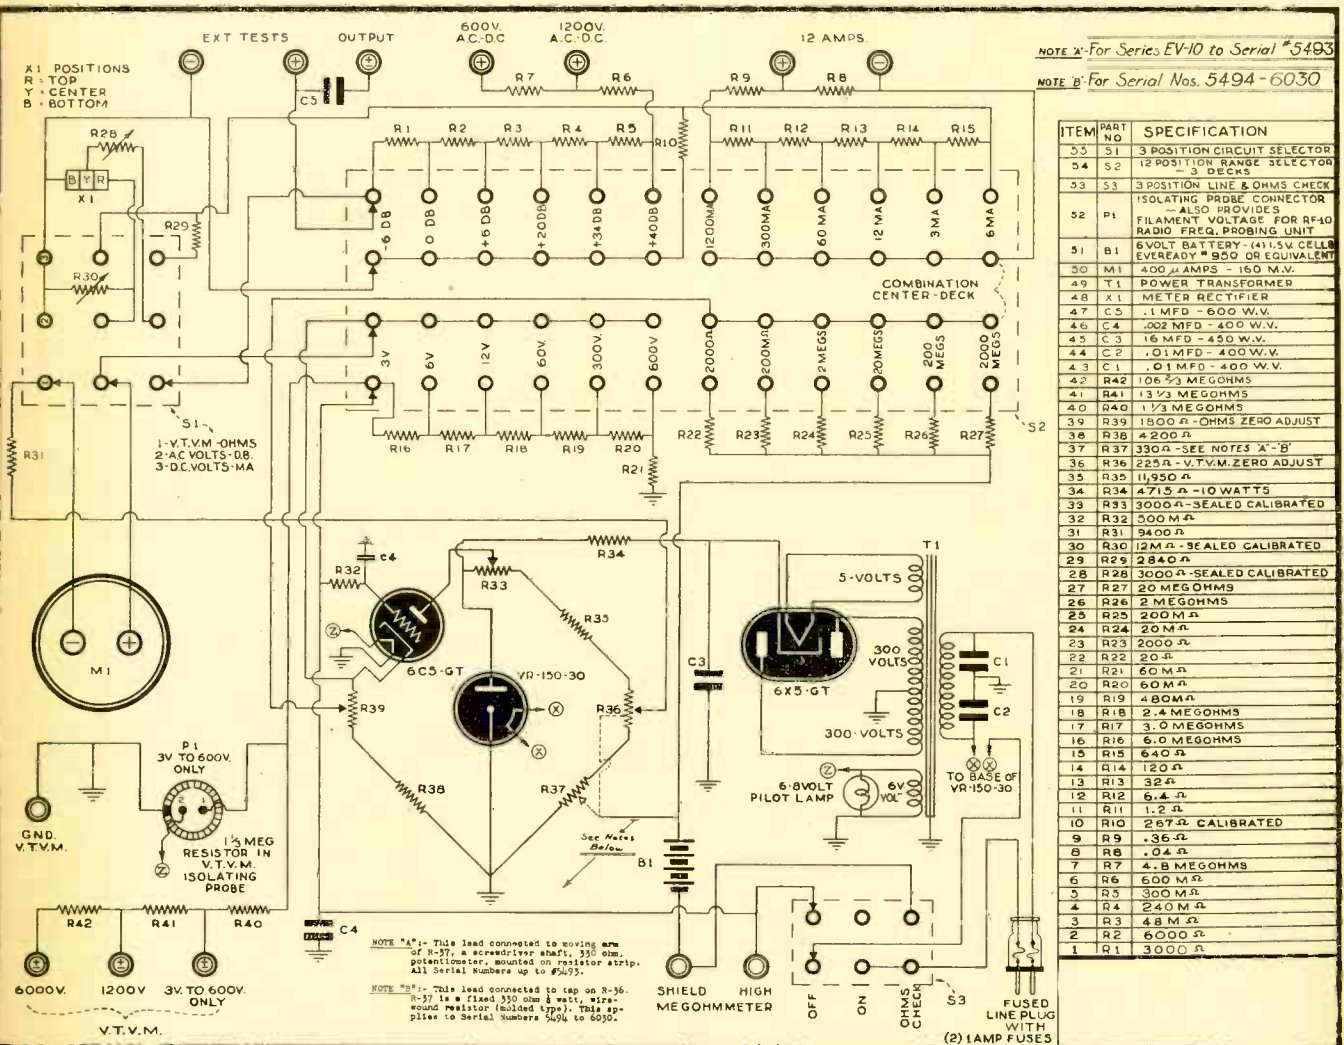 EXT TESTS
OUTPUT
600V.
A.C.-D.C
1200V.
A.C.-D.C.
12 AMPS.
X1 POSITIONS
R = TOP
Y = CENTER
B = BOTTOM
R28
B Y R
X1
R29
R30
3
2
C5
R7
R6
R9
R8
R1
R2
R3
R4
R5
R10
R11
R12
R13
R14
R15
-6 DB
0 DB
+6 DB
+20DB
+34DB
+40DB
1200MA
300MA
60 MA
12 MA
3 MA
6 MA
COMBINATION
CENTER-DECK
3V
6V
12V
60V.
300V.
600V
2000Ω
200MΩ
2MEGS
20MEGS
200
MEGS
2000
MEGS
S1
S2
1-V.T.V.M-OHMS
2-A.C VOLTS-D.B.
3-D.C.VOLTS-MA
R31
R16
R17
R18
R19
R20
R21
R22
R23
R24
R25
R26
R27
M1
C4
R32
Z
6C5-GT
R33
R34
R35
VR-150-30
X
X
R36
R39
R38
R37
C3
6X5-GT
T1
5-VOLTS
300
VOLTS
300-VOLTS
Z
6-8VOLT
PILOT LAMP
6V
VOLT
C1
C2
X X
TO BASE OF
VR-150-30
See Notes
Below
B1
GND.
V.T.V.M.
P1
3V TO 600V.
ONLY
2 1
Z
1⅓ MEG
RESISTOR IN
V.T.V.M.
ISOLATING
PROBE
R42
R41
R40
6000V.
1200V
3V. TO 600V.
ONLY
V.T.V.M.
C4
NOTE "A":- This lead connected to moving arm
of R-37, a screwdriver shaft, 330 ohm,
potentiometer, mounted on resistor strip.
All Serial Numbers up to #5493.
NOTE "B":- This lead connected to tap on R-36.
R-37 is a fixed 330 ohm ½ watt, wire-
wound resistor (molded type). This ap-
plies to Serial Numbers 5494 to 6030.
SHIELD
HIGH
MEGOHMMETER
OFF
ON
OHMS
CHECK
S3
FUSED
LINE PLUG
WITH
(2) 1AMP FUSES
NOTE 'A'-For Series EV-10 to Serial #5493
NOTE 'B'-For Serial Nos. 5494-6030
ITEM PART NO SPECIFICATION
55 S1 3 POSITION CIRCUIT SELECTOR
54 S2 12 POSITION RANGE SELECTOR
- 3 DECKS
53 S3 3 POSITION LINE & OHMS CHECK
52 P1 ISOLATING PROBE CONNECTOR
- ALSO PROVIDES
FILAMENT VOLTAGE FOR RF-10
RADIO FREQ. PROBING UNIT
51 B1 6 VOLT BATTERY-(4)1.5V. CELLS
EVEREADY #950 OR EQUIVALENT
50 M1 400 µ AMPS - 160 M.V.
49 T1 POWER TRANSFORMER
48 X1 METER RECTIFIER
47 C5 .1 MFD - 600 W.V.
46 C4 .002 MFD - 400 W.V.
45 C3 16 MFD - 450 W.V.
44 C2 .01 MFD - 400 W.V.
43 C1 .01 MFD - 400 W.V.
42 R42 106 ⅔ MEGOHMS
41 R41 13 ⅓ MEGOHMS
40 R40 1 ⅓ MEGOHMS
39 R39 1500 Ω-OHMS ZERO ADJUST
38 R38 4200 Ω
37 R37 330Ω-SEE NOTES 'A'-'B'
36 R36 225Ω-V.T.V.M. ZERO ADJUST
35 R35 11,950 Ω
34 R34 4715 Ω -10 WATTS
33 R33 3000Ω-SEALED CALIBRATED
32 R32 500 M Ω
31 R31 9400 Ω
30 R30 12M Ω - SEALED CALIBRATED
29 R29 2840 Ω
28 R28 3000 Ω-SEALED CALIBRATED
27 R27 20 MEGOHMS
26 R26 2 MEGOHMS
25 R25 200 M Ω
24 R24 20 M Ω
23 R23 2000 Ω
22 R22 20 Ω
21 R21 60 M Ω
20 R20 60 M Ω
19 R19 480MΩ
18 R18 2.4 MEGOHMS
17 R17 3.0 MEGOHMS
16 R16 6.0 MEGOHMS
15 R15 640 Ω
14 R14 120 Ω
13 R13 32 Ω
12 R12 6.4 Ω
11 R11 1.2 Ω
10 R10 267 Ω CALIBRATED
9 R9 .36 Ω
8 R8 .04 Ω
7 R7 4.8 MEGOHMS
6 R6 600 M Ω
5 R5 300 M Ω
4 R4 240 M Ω
3 R3 48 M Ω
2 R2 6000 Ω
1 R1 3000 Ω